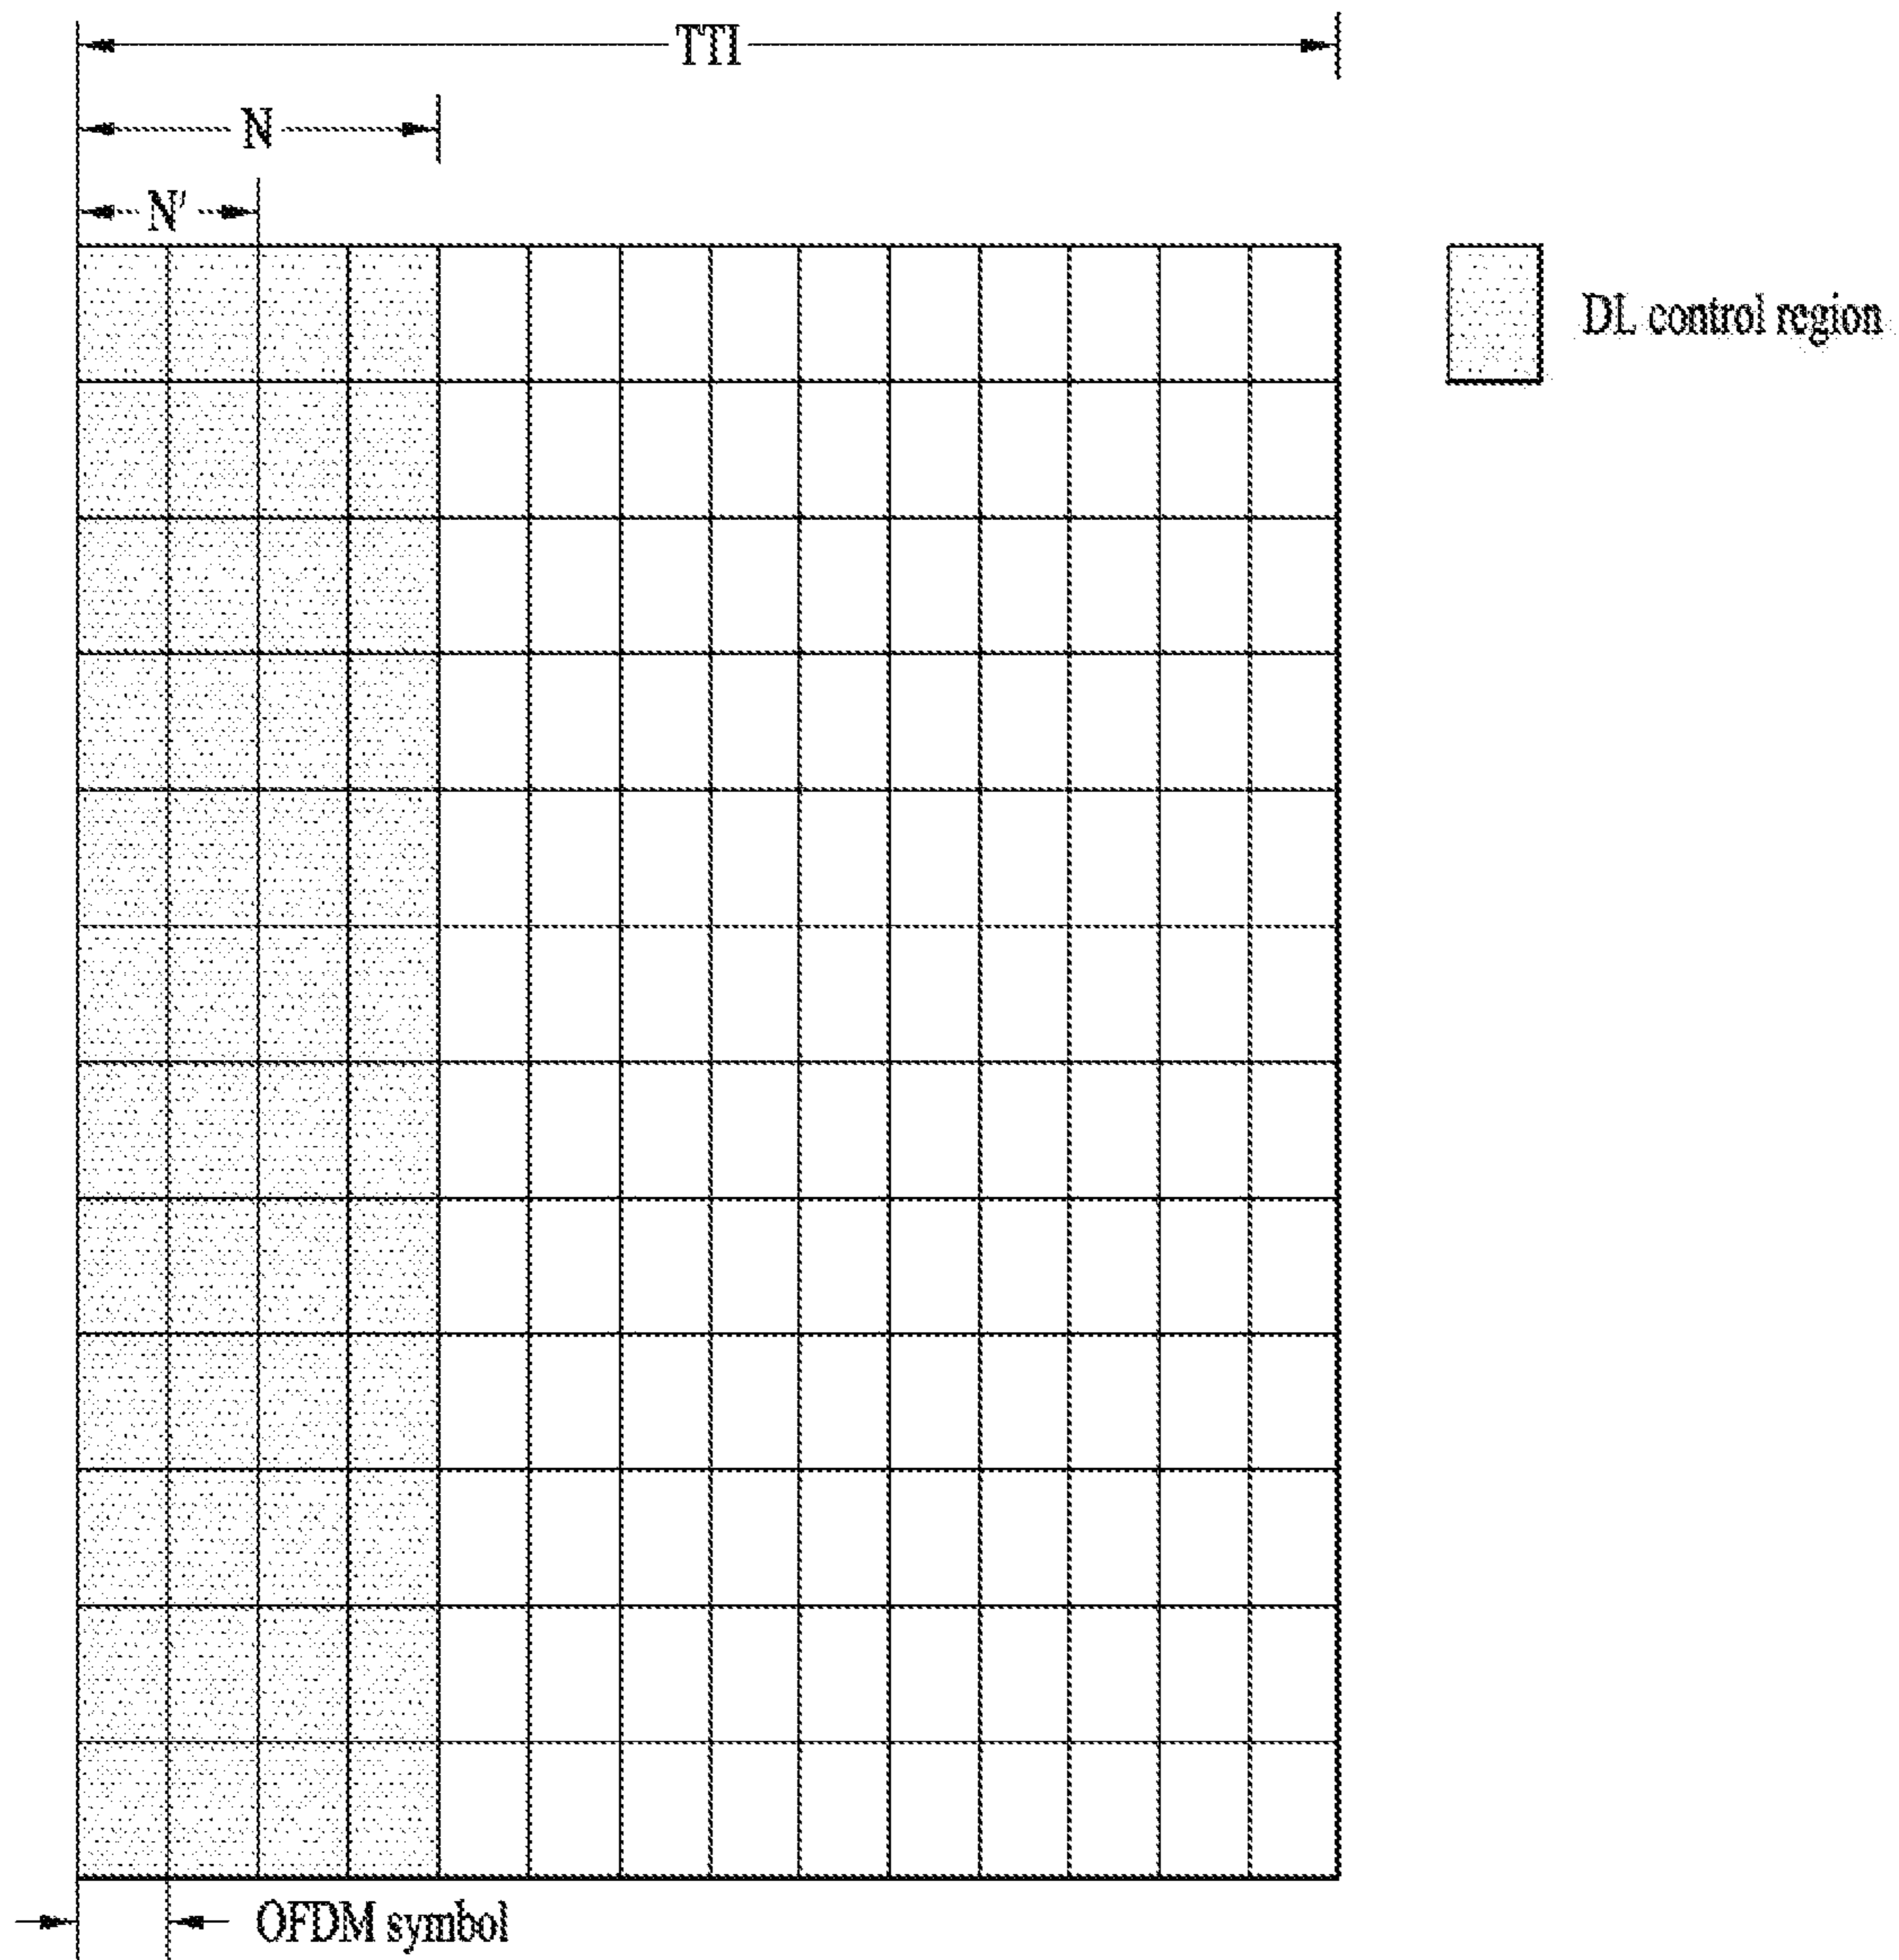 TTI
N
N'
DL control region
OFDM symbol